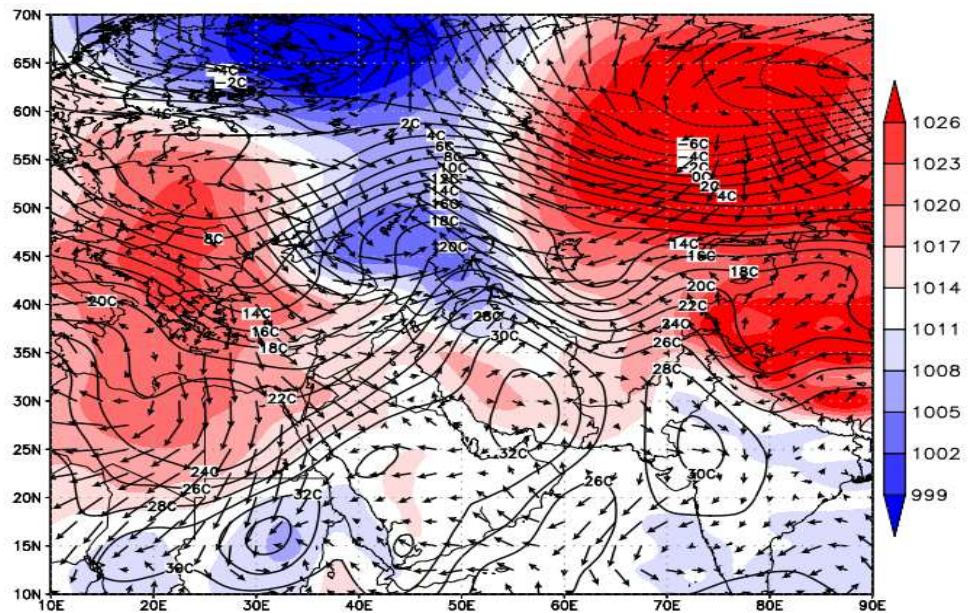 70N
65N
60N
55N
50N
45N
40N
35N
30N
25N
20N
15N
10N
10E 20E 30E 40E 50E 60E 70E 80E 90E
1026
1023
1020
1017
1014
1011
1008
1005
1002
999
-2C
2C
4C
6C
8C
10C
12C
14C
16C
18C
20C
-6C
-4C
-2C
0C
2C
4C
8C
14C
16C
18C
20C
22C
24C
26C
28C
20C
14C
16C
18C
28C
30C
22C
24C
26C
28C
30C
32C
32C
26C
30C